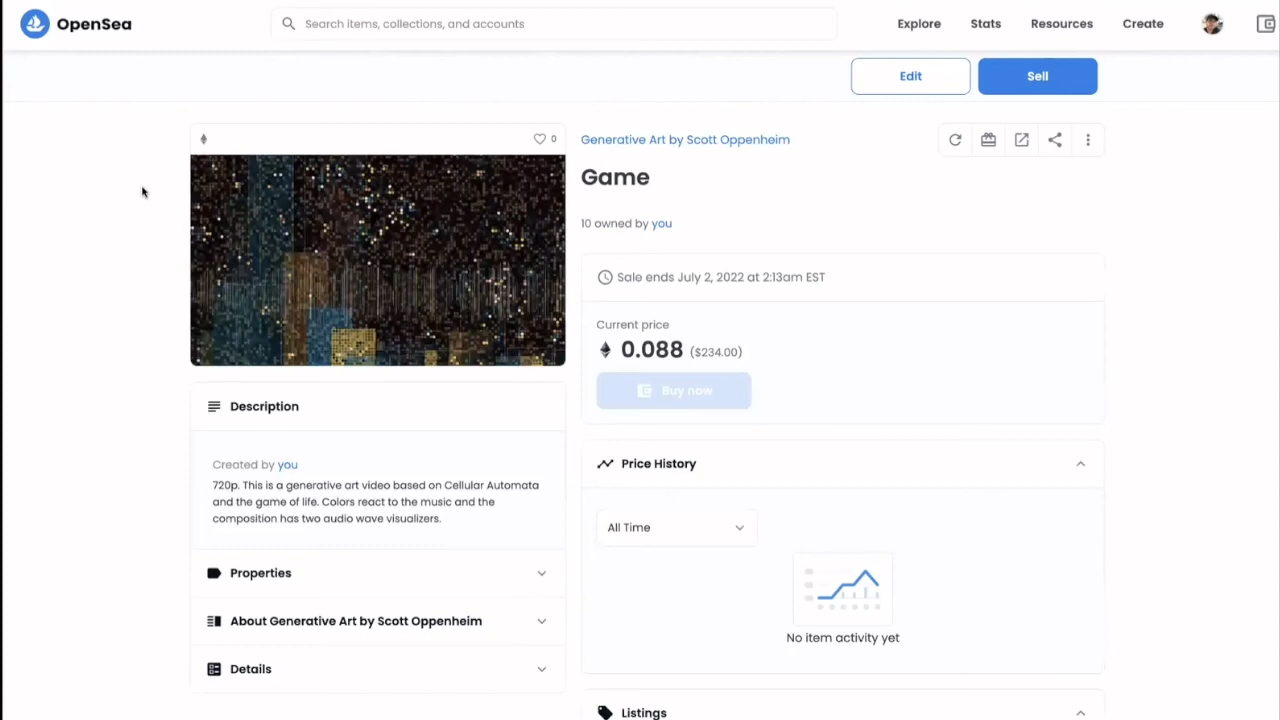 OpenSea
Search items, collections, and accounts
Explore
Stats
Resources
Create
Edit
Sell
0
Generative Art by Scott Oppenheim
Game
10 owned by you
Sale ends July 2, 2022 at 2:13am EST
Current price
0.088 ($234.00)
Buy now
Description
Created by you
720p. This is a generative art video based on Cellular Automata
and the game of life. Colors react to the music and the
composition has two audio wave visualizers.
Properties
About Generative Art by Scott Oppenheim
Details
Price History
All Time
No item activity yet
Listings